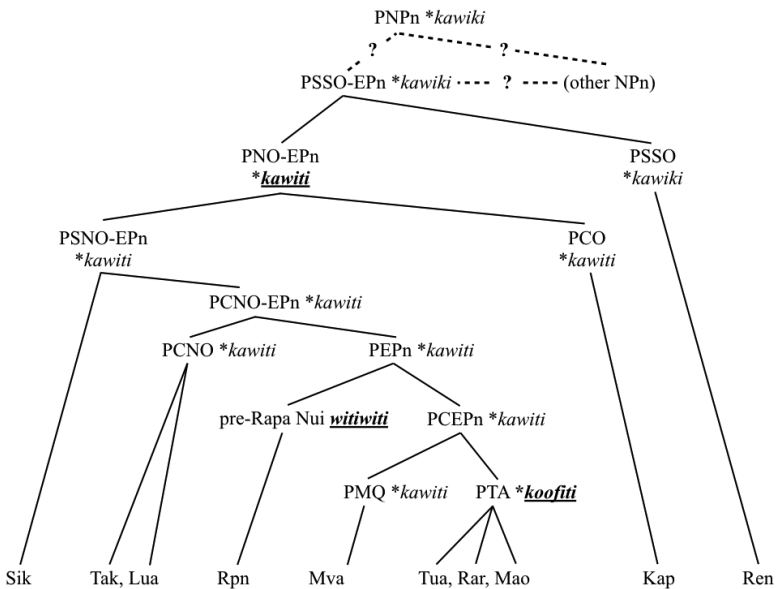 PNPn *kawiki
? ?
PSSO-EPn *kawiki ? (other NPn)
PNO-EPn PSSO
*kawiti *kawiki
PSNO-EPn PCO
*kawiti *kawiti
PCNO-EPn *kawiti
PCNO *kawiti PEPn *kawiti
pre-Rapa Nui witiwiti PCEPn *kawiti
PMQ *kawiti PTA *koofiti
Sik Tak, Lua Rpn Mva Tua, Rar, Mao Kap Ren